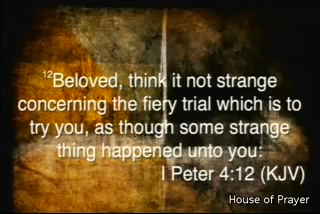 12Beloved, think it not strange
concerning the fiery trial which is to
try you, as though some strange
thing happened unto you:
I Peter 4:12 (KJV)
House of Prayer